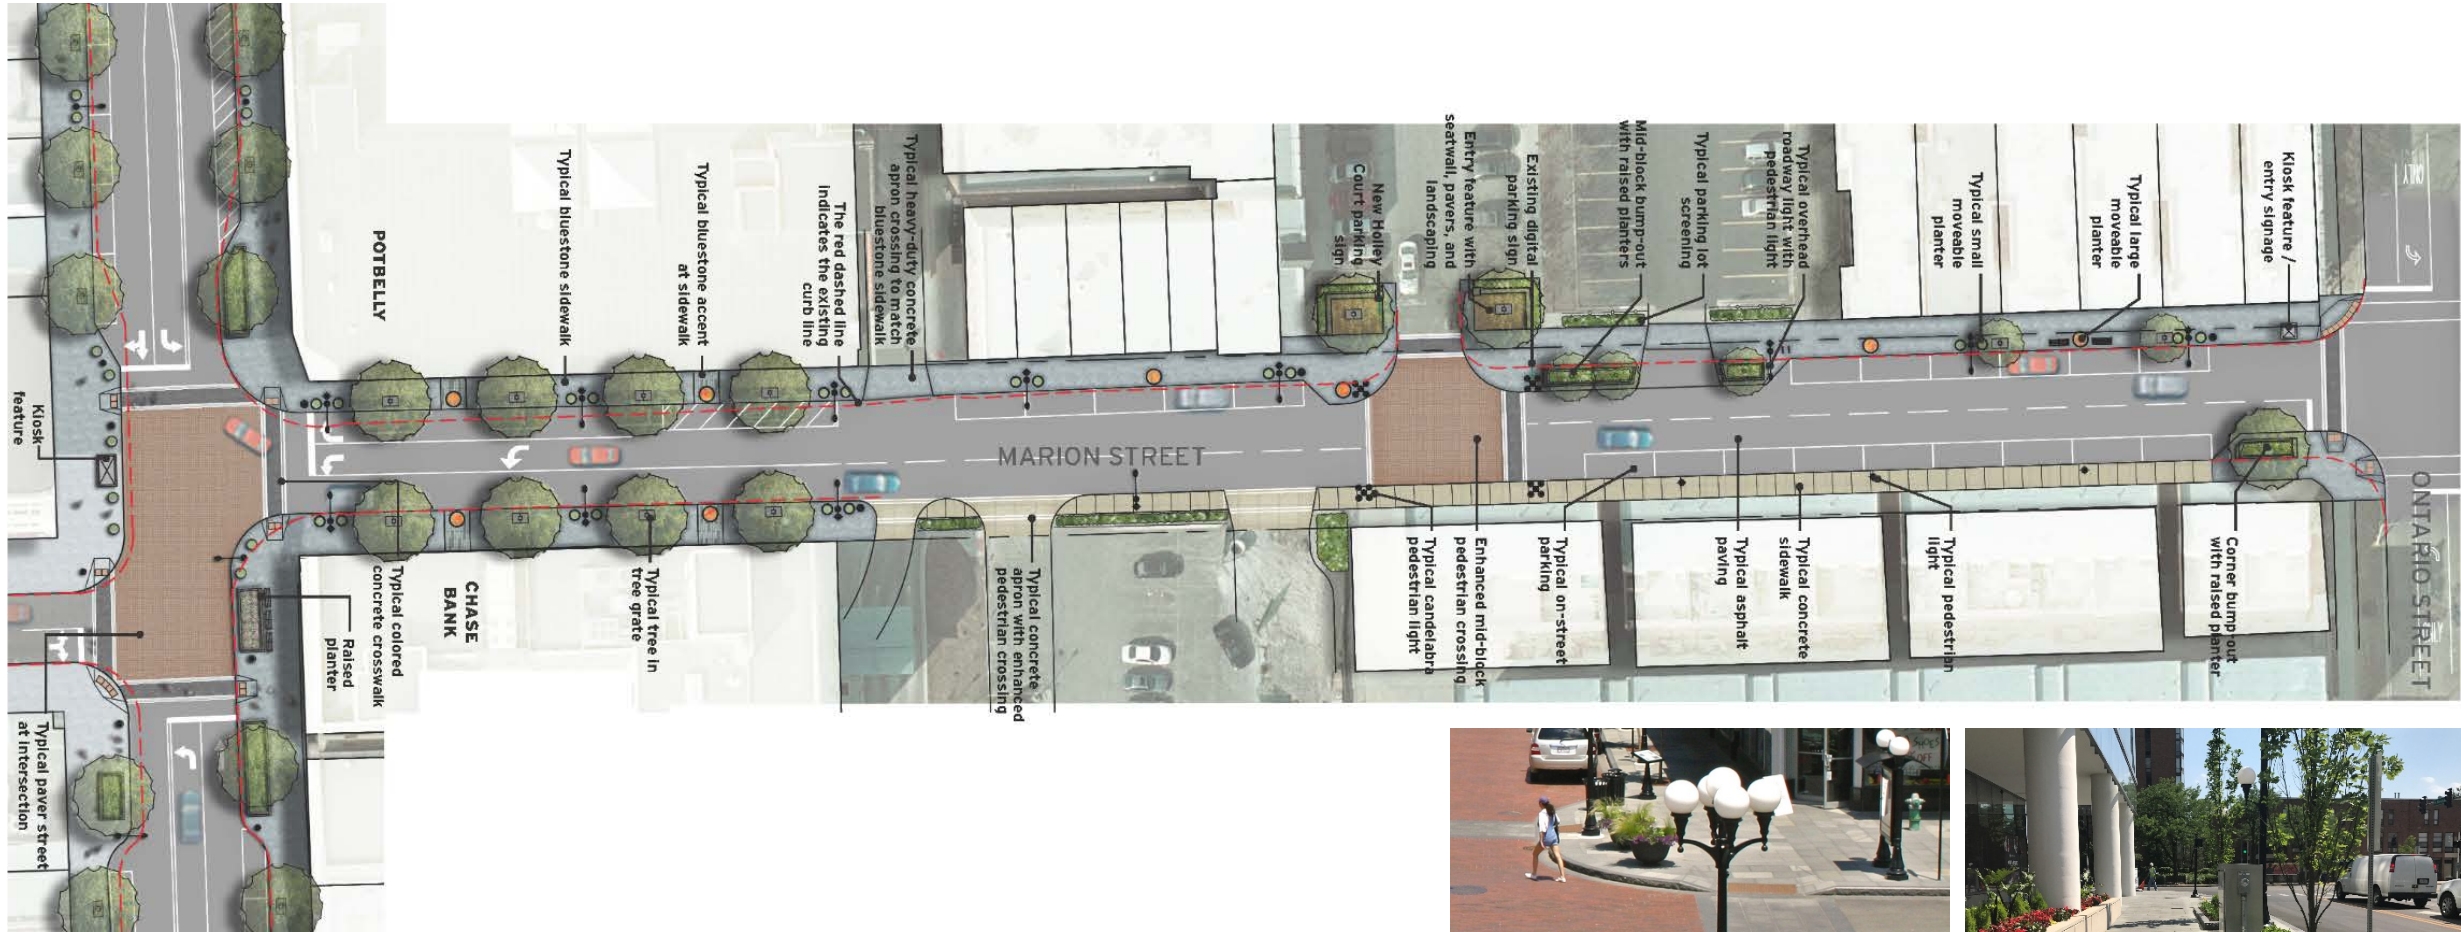 POTBELLY
Typical bluestone sidewalk
Typical bluestone accent
at sidewalk
The red dashed line
indicates the existing
curb line
Typical heavy-duty concrete
apron crossing to match
bluestone sidewalk
New Holley
Court parking
sign
Entry feature with
seatwall, pavers, and
landscaping
Existing digital
parking sign
Mid-block bump-out
with raised planters
Typical parking lot
screening
Typical overhead
roadway light with
pedestrian light
Typical small
moveable
planter
Typical large
moveable
planter
Kiosk feature /
entry signage
ONLY
MARION STREET
ONTARIO STREET
Kiosk
feature
Typical paver street
at intersection
Raised
planter
Typical colored
concrete crosswalk
CHASE
BANK
Typical tree in
tree grate
Typical concrete
apron with enhanced
pedestrian crossing
Typical candelabra
pedestrian light
Enhanced mid-block
pedestrian crossing
Typical on-street
parking
Typical asphalt
paving
Typical concrete
sidewalk
Typical pedestrian
light
Corner bump-out
with raised planter